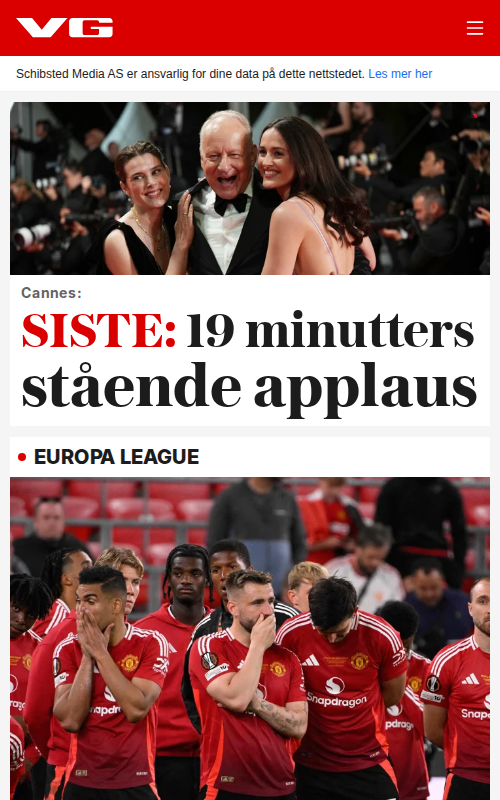 VG
Schibsted Media AS er ansvarlig for dine data på dette nettstedet. Les mer her
Cannes:
SISTE: 19 minutters
stående applaus
EUROPA LEAGUE
Snapdragon
Snapdragon